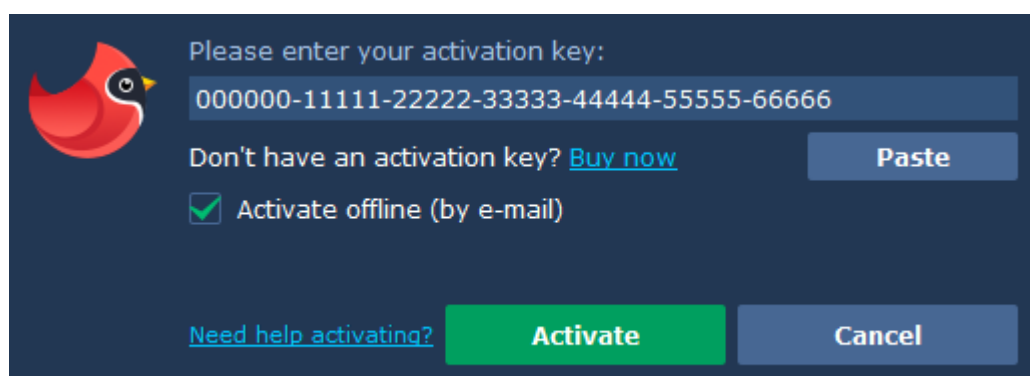 Please enter your activation key:
000000-11111-22222-33333-44444-55555-66666
Don't have an activation key? Buy now
Paste
Activate offline (by e-mail)
Need help activating?
Activate
Cancel